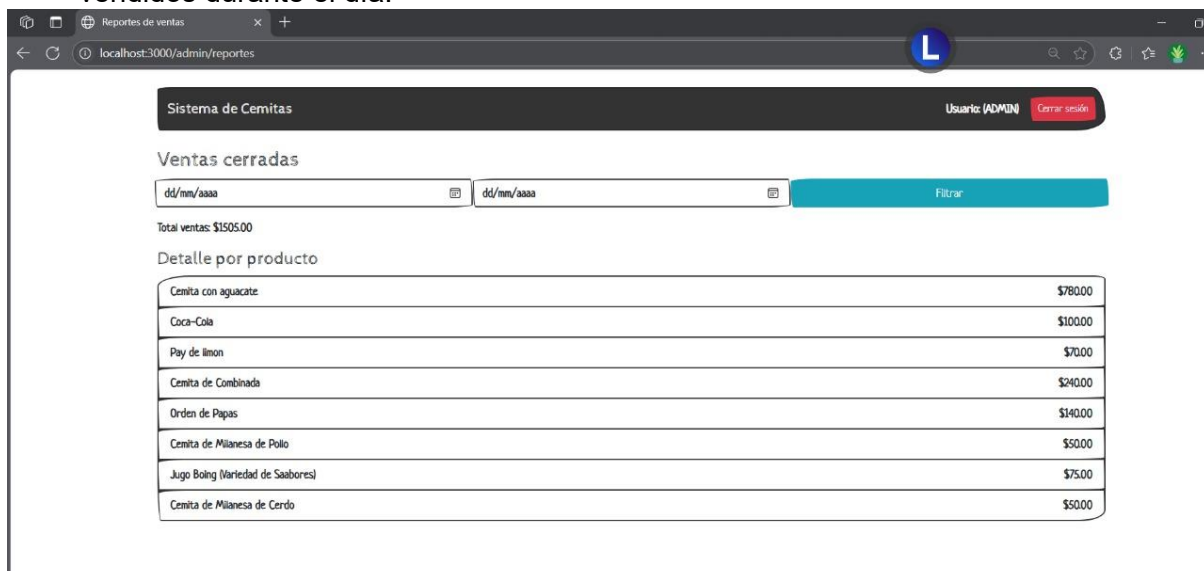 vendidos durante el día.
Reportes de ventas
localhost:3000/admin/reportes
L
Sistema de Cemitas Usuario: (ADMIN) Cerrar sesión
Ventas cerradas
dd/mm/aaaa dd/mm/aaaa Filtrar
Total ventas: $1505.00
Detalle por producto
Cemita con aguacate $780.00
Coca-Cola $100.00
Pay de limon $70.00
Cemita de Combinada $240.00
Orden de Papas $140.00
Cemita de Milanesa de Pollo $50.00
Jugo Boing (Variedad de Saabores) $75.00
Cemita de Milanesa de Cerdo $50.00